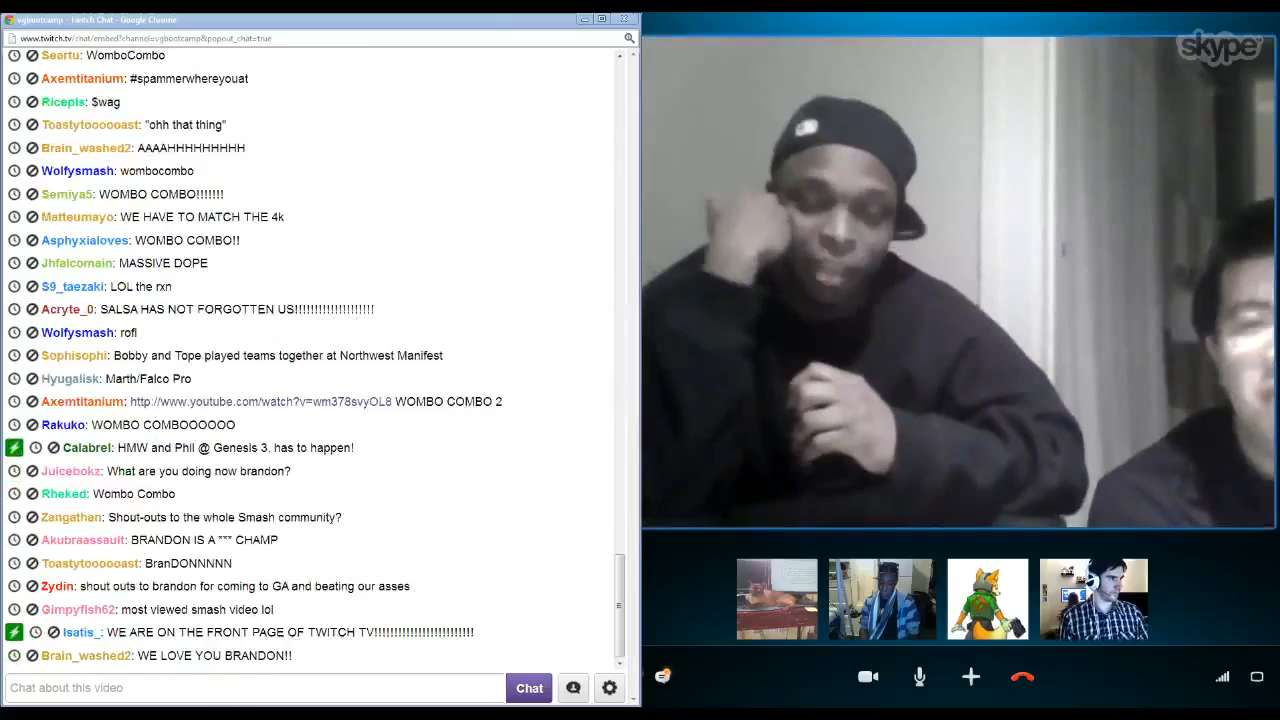 vgbootcamp - Twitch Chat - Google Chrome
www.twitch.tv/chat/embed?channel=vgbootcamp&popout_chat=true
Seartu: WomboCombo
Axemtitanium: #spammerwhereyouat
Ricepls: $wag
Toastytoooooast: "ohh that thing"
Brain_washed2: AAAAHHHHHHHHH
Wolfysmash: wombocombo
Semiya5: WOMBO COMBO!!!!!!!
Matteumayo: WE HAVE TO MATCH THE 4k
Asphyxialoves: WOMBO COMBO!!
Jhfalcomain: MASSIVE DOPE
S9_taezaki: LOL the rxn
Acryte_0: SALSA HAS NOT FORGOTTEN US!!!!!!!!!!!!!!!!!!!!
Wolfysmash: rofl
Sophisophi: Bobby and Tope played teams together at Northwest Manifest
Hyugalisk: Marth/Falco Pro
Axemtitanium: http://www.youtube.com/watch?v=wm378svyOL8 WOMBO COMBO 2
Rakuko: WOMBO COMBOOOOOO
Calabrel: HMW and Phil @ Genesis 3, has to happen!
Juicebokz: What are you doing now brandon?
Rheked: Wombo Combo
Zangathan: Shout-outs to the whole Smash community?
Akubraassault: BRANDON IS A *** CHAMP
Toastytoooooast: BranDONNNNN
Zydin: shout outs to brandon for coming to GA and beating our asses
Gimpyfish62: most viewed smash video lol
Isatis_: WE ARE ON THE FRONT PAGE OF TWITCH TV!!!!!!!!!!!!!!!!!!!!!!!!!
Brain_washed2: WE LOVE YOU BRANDON!!
Chat about this video
Chat
skype